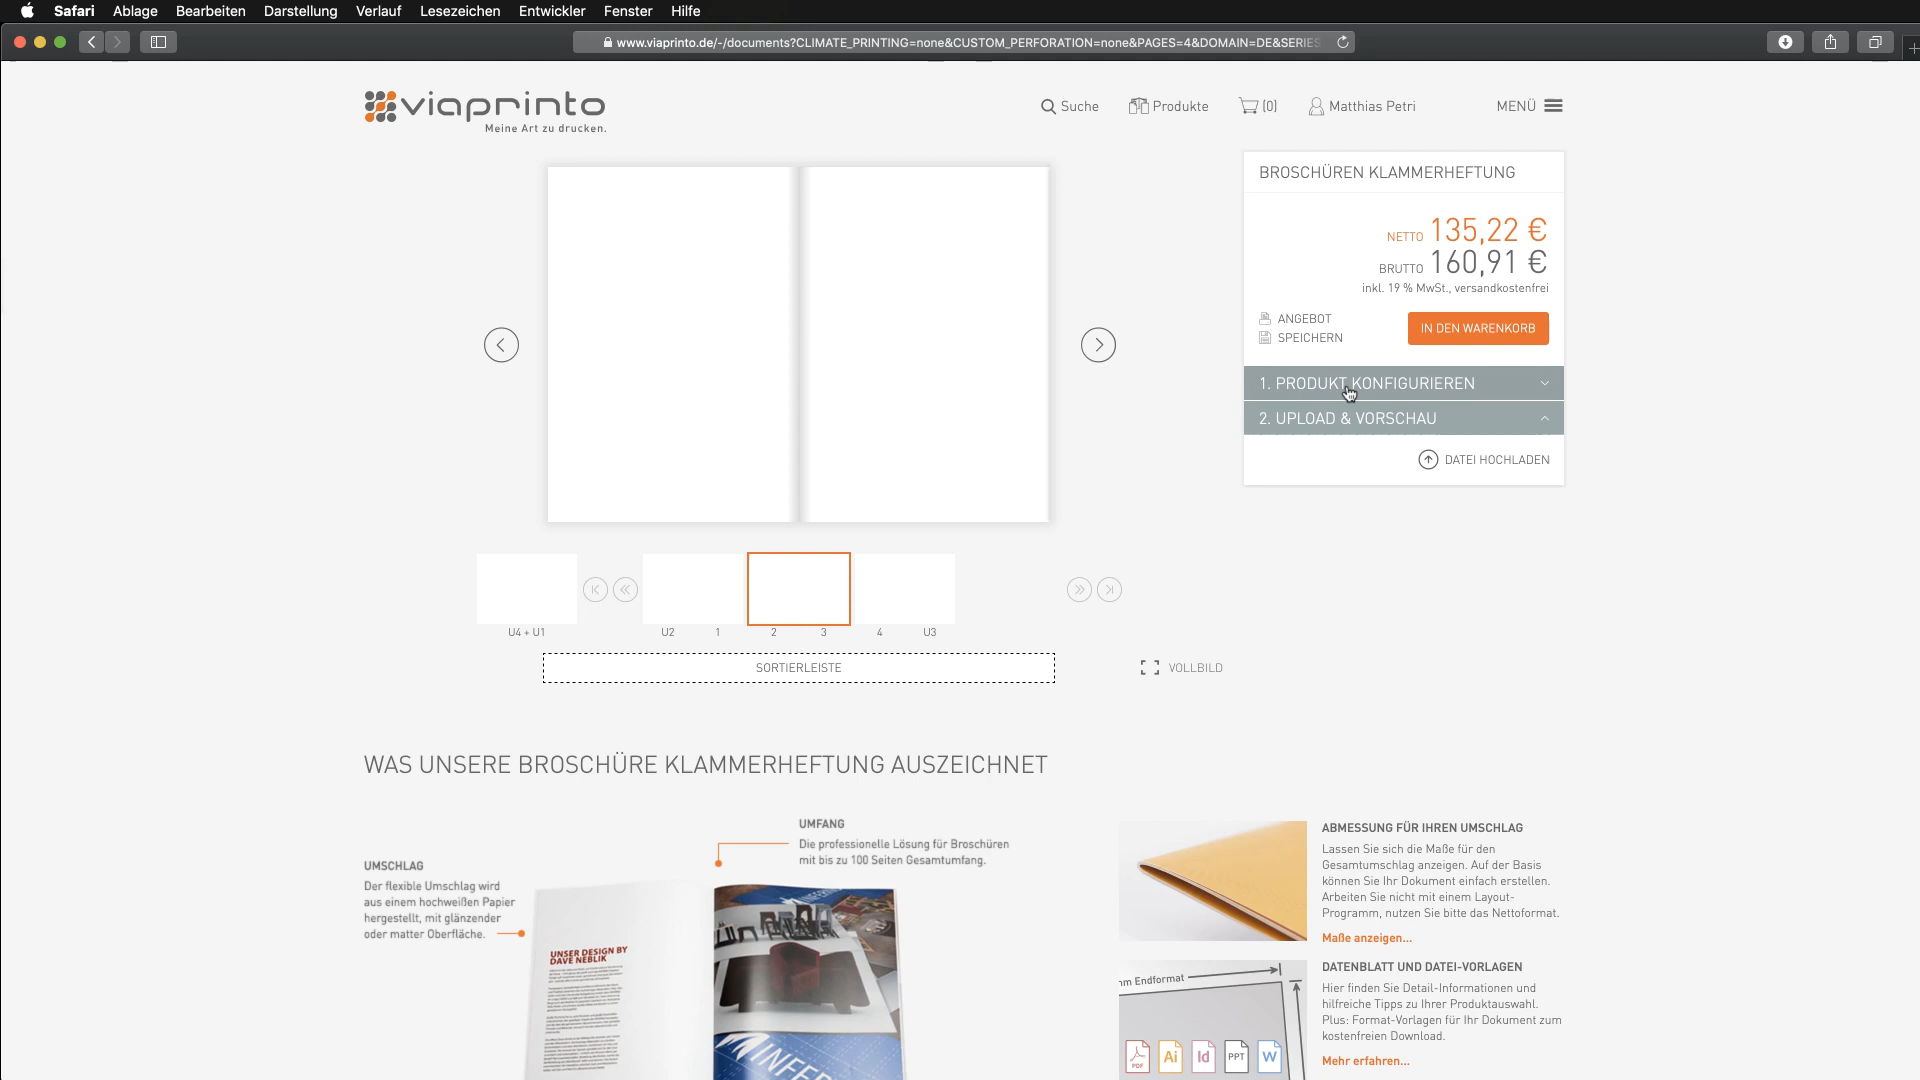 Safari Ablage Bearbeiten Darstellung Verlauf Lesezeichen Entwickler Fenster Hilfe
www.viaprinto.de/-/documents?CLIMATE_PRINTING=none&CUSTOM_PERFORATION=none&PAGES=4&DOMAIN=DE&SERIES
viaprinto
Meine Art zu drucken.
Suche Produkte (0) Matthias Petri MENÜ
BROSCHÜREN KLAMMERHEFTUNG
NETTO 135,22 €
BRUTTO 160,91 €
inkl. 19 % MwSt., versandkostenfrei
ANGEBOT
SPEICHERN
IN DEN WARENKORB
1. PRODUKT KONFIGURIEREN
2. UPLOAD & VORSCHAU
DATEI HOCHLADEN
U4 + U1 U2 1 2 3 4 U3
SORTIERLEISTE
VOLLBILD
WAS UNSERE BROSCHÜRE KLAMMERHEFTUNG AUSZEICHNET
UMFANG
Die professionelle Lösung für Broschüren
mit bis zu 100 Seiten Gesamtumfang.
UMSCHLAG
Der flexible Umschlag wird
aus einem hochweißen Papier
hergestellt, mit glänzender
oder matter Oberfläche.
UNSER DESIGN BY
DAVE NEBLIK
INFER
ABMESSUNG FÜR IHREN UMSCHLAG
Lassen Sie sich die Maße für den
Gesamtumschlag anzeigen. Auf der Basis
können Sie Ihr Dokument einfach erstellen.
Arbeiten Sie nicht mit einem Layout-
Programm, nutzen Sie bitte das Nettoformat.
Maße anzeigen...
mm Endformat
PDF Ai Id PPT W
DATENBLATT UND DATEI-VORLAGEN
Hier finden Sie Detail-Informationen und
hilfreiche Tipps zu Ihrer Produktauswahl.
Plus: Format-Vorlagen für Ihr Dokument zum
kostenfreien Download.
Mehr erfahren...